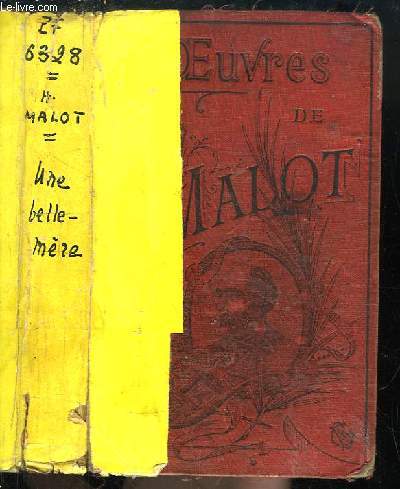 Z+
6328
=
H.
MALOT
=
Une
belle-
mère
ŒUVRES
DE
MALOT